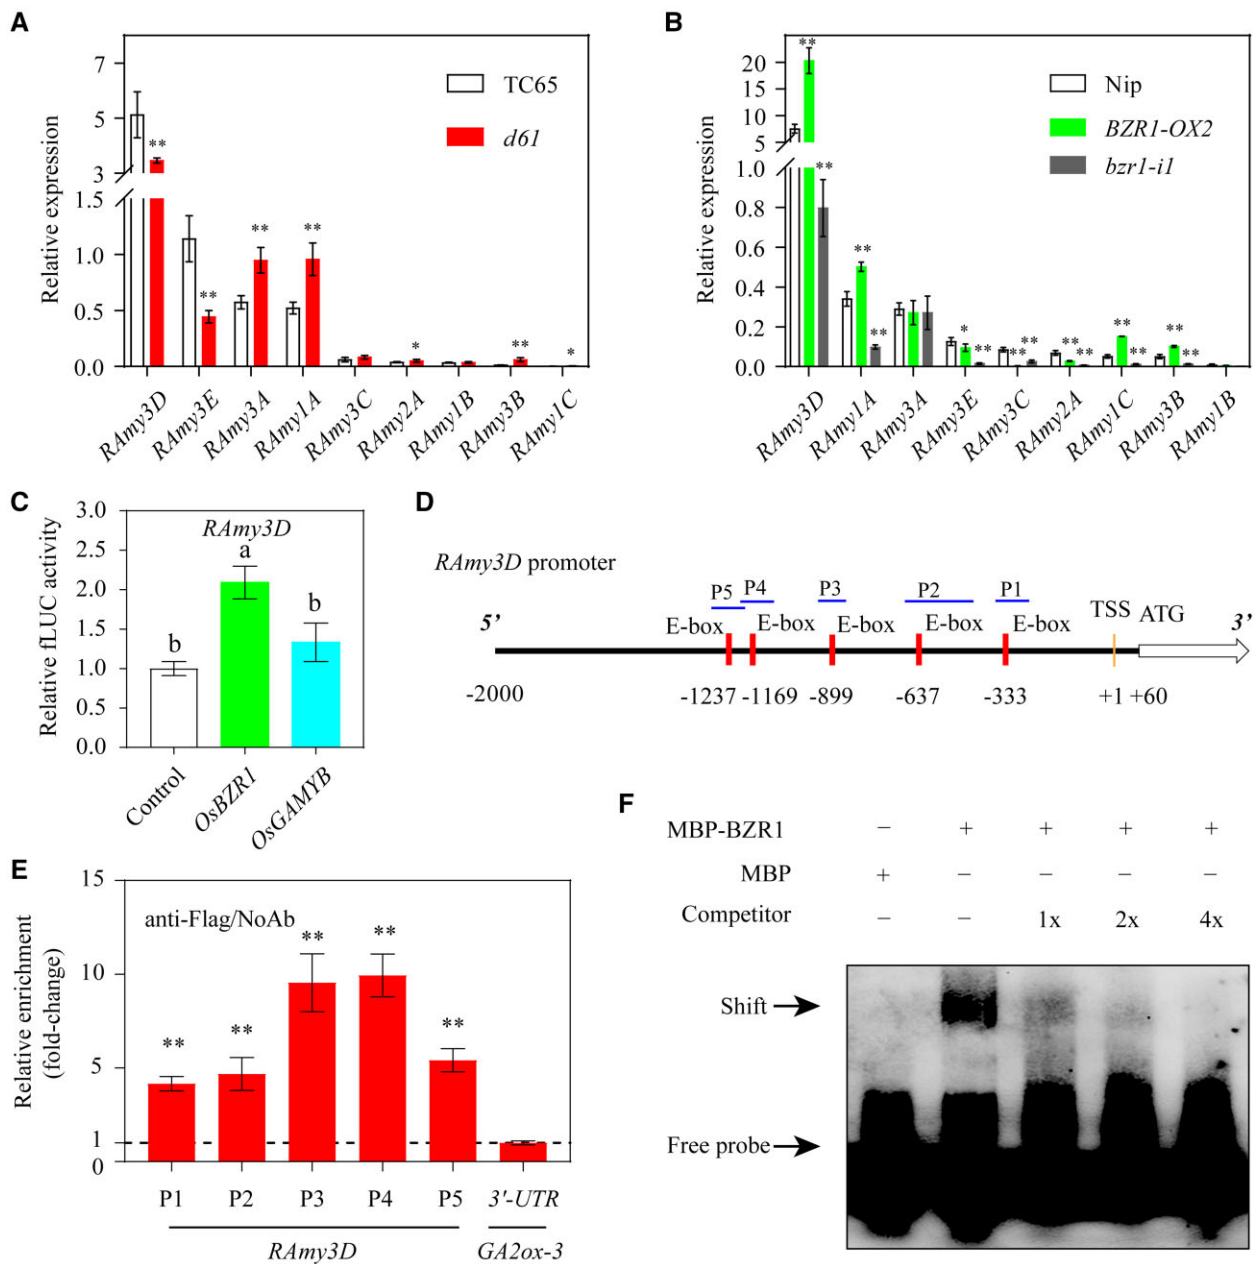 A
Relative expression
7
5
3
1.5
1.0
0.5
0.0
TC65
d61
**
**
**
**
*
**
*
RAmy3D
RAmy3E
RAmy3A
RAmy1A
RAmy3C
RAmy2A
RAmy1B
RAmy3B
RAmy1C
B
Relative expression
20
15
10
5
1.0
0.8
0.6
0.4
0.2
0.0
Nip
BZR1-OX2
bzr1-i1
**
**
**
**
*
**
**
**
**
**
**
**
**
RAmy3D
RAmy1A
RAmy3A
RAmy3E
RAmy3C
RAmy2A
RAmy1C
RAmy3B
RAmy1B
C
Relative fLUC activity
3.0
2.5
2.0
1.5
1.0
0.5
0.0
RAmy3D
b
a
b
Control
OsBZR1
OsGAMYB
D
RAmy3D promoter
P5 P4 P3 P2 P1
TSS ATG
5’ 3’
E-box E-box E-box E-box E-box
-2000 -1237 -1169 -899 -637 -333 +1 +60
E
Relative enrichment
(fold-change)
15
10
5
1
0
anti-Flag/NoAb
** ** ** ** **
P1 P2 P3 P4 P5 3'-UTR
RAmy3D GA2ox-3
F
MBP-BZR1 − + + + +
MBP + − − − −
Competitor − − 1x 2x 4x
Shift
Free probe